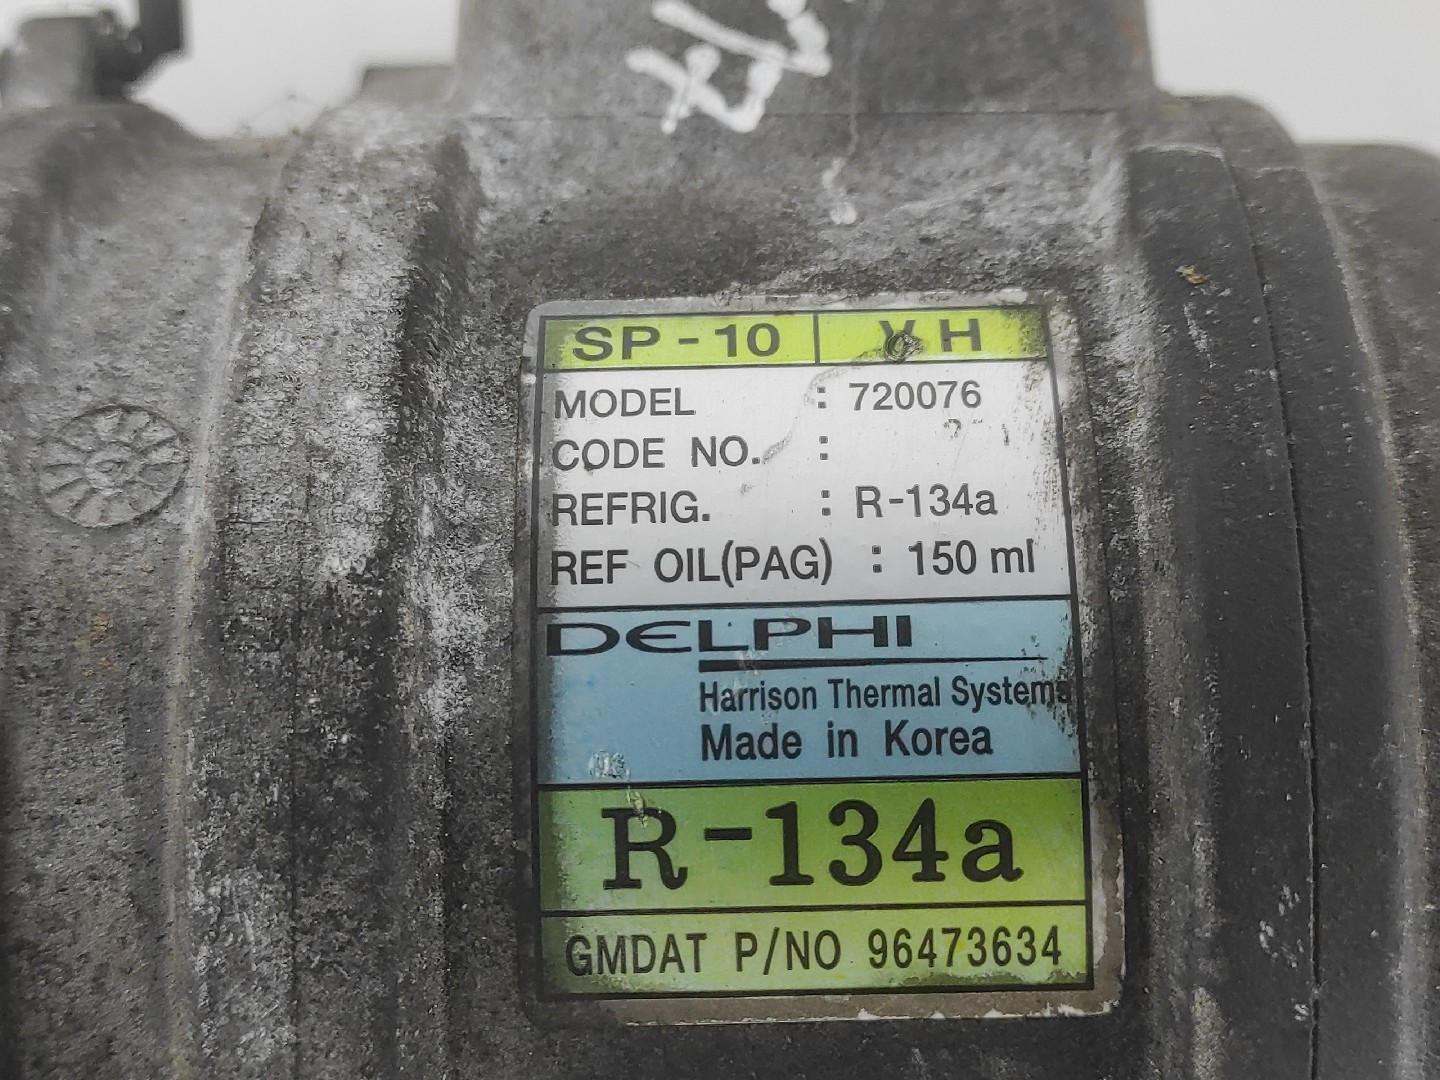 SP-10 VH
MODEL : 720076
CODE NO. :
REFRIG. : R-134a
REF OIL(PAG) : 150 ml
DELPHI
Harrison Thermal Systems
Made in Korea
R-134a
GMDAT P/NO 96473634